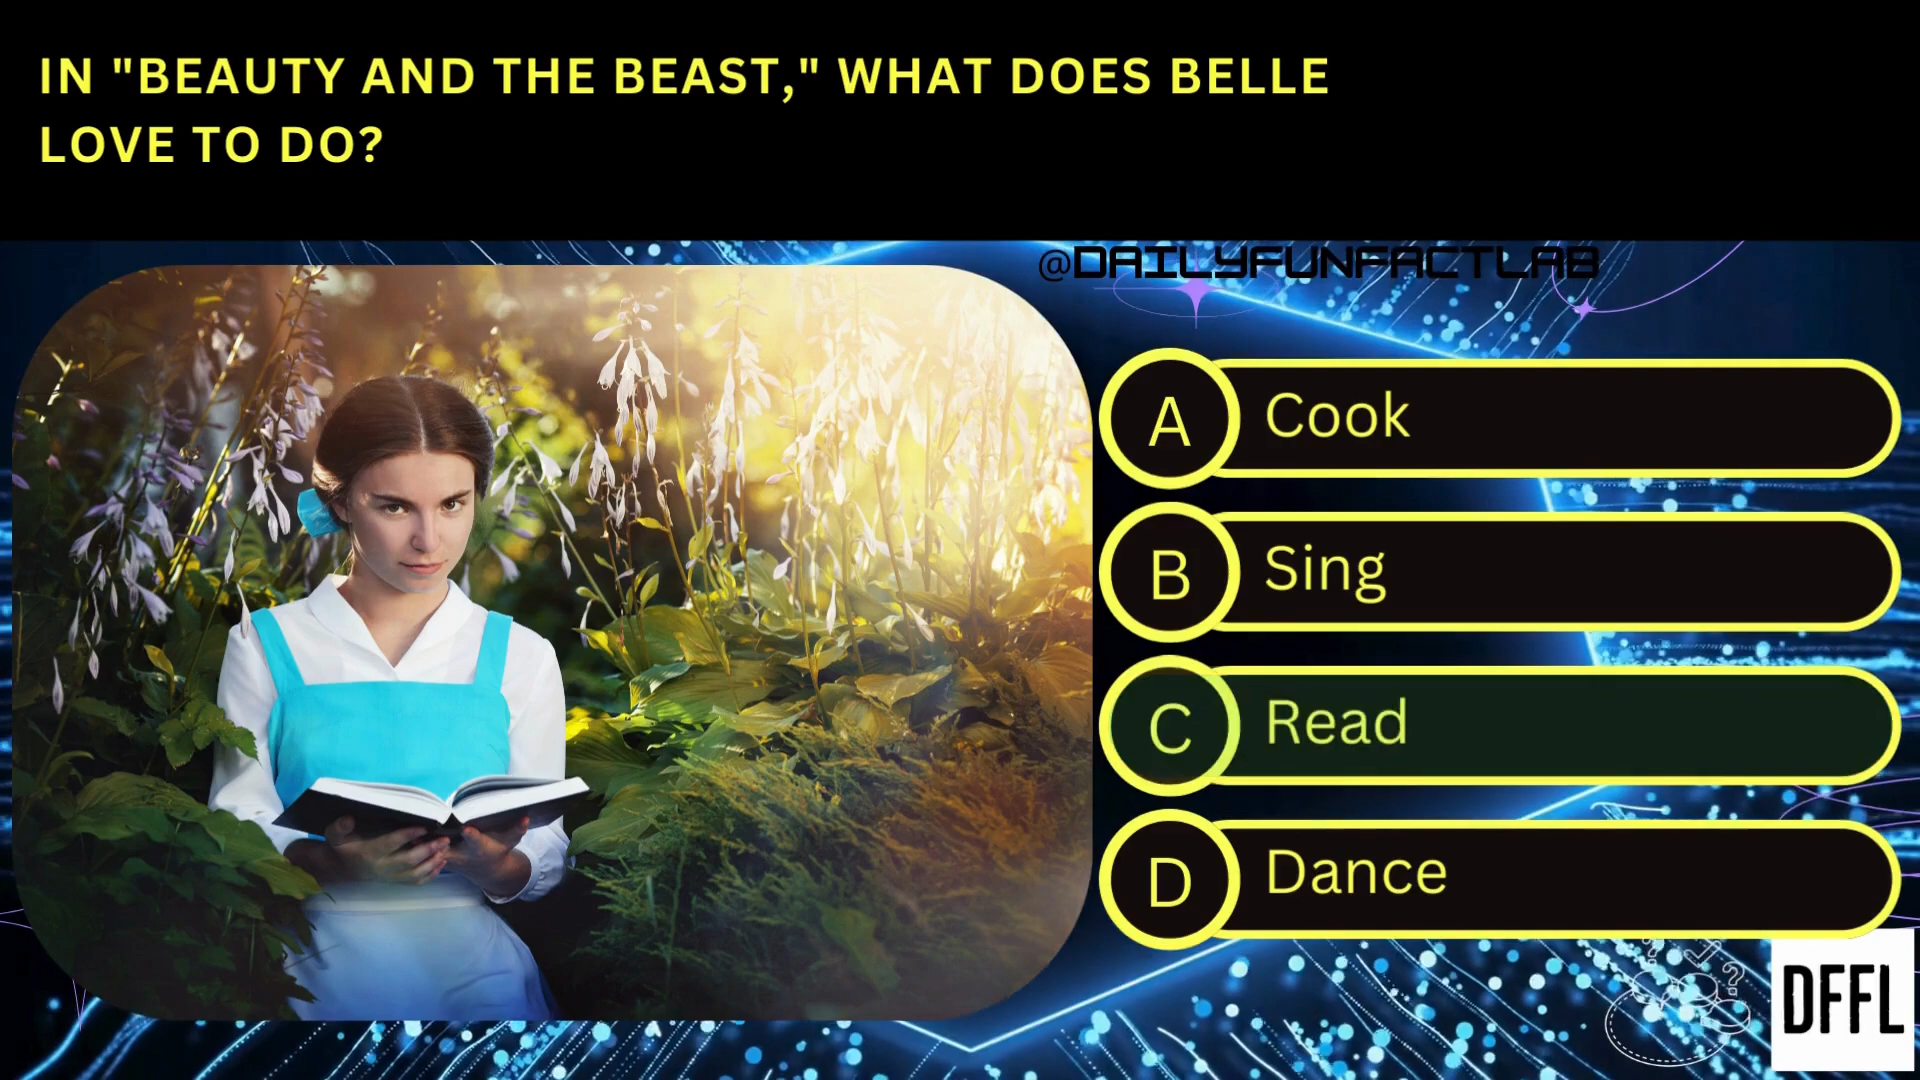 IN "BEAUTY AND THE BEAST," WHAT DOES BELLE
LOVE TO DO?
@DAILYFUNFACTLAB
A Cook
B Sing
C Read
D Dance
DFFL